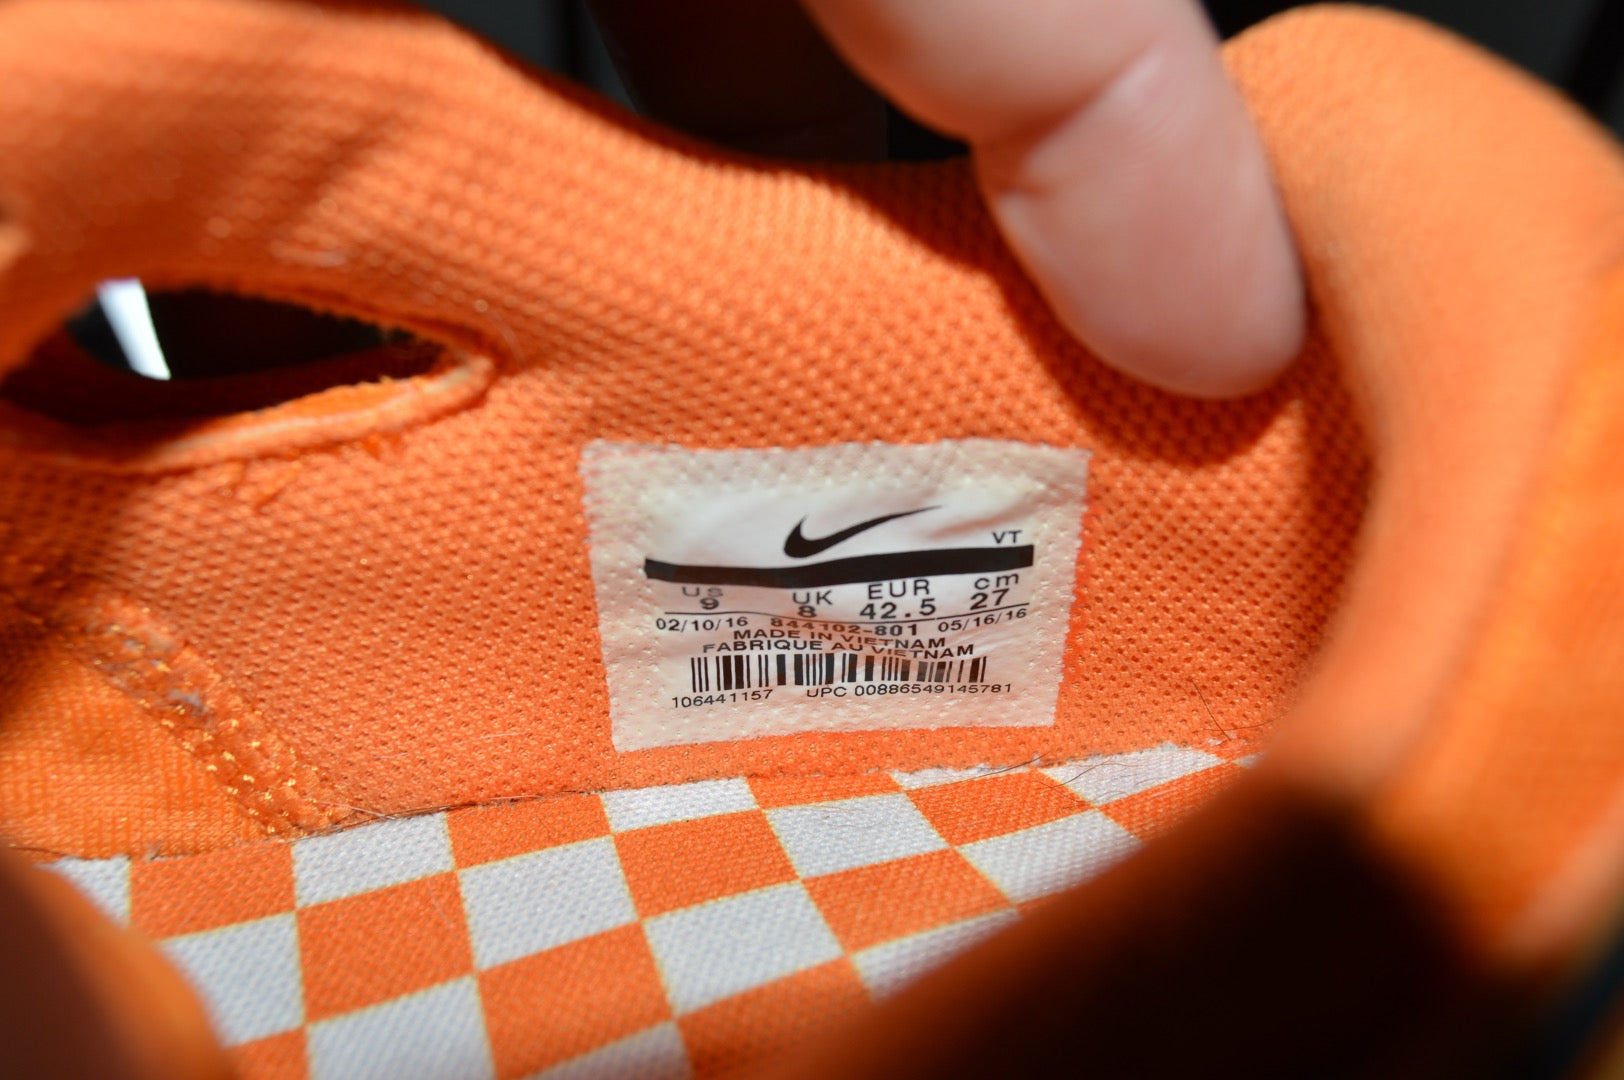 VT
US UK EUR cm
9 8 42.5 27
02/10/16 844102-801 05/16/16
MADE IN VIETNAM
FABRIQUE AU VIETNAM
106441157 UPC 00886549145781